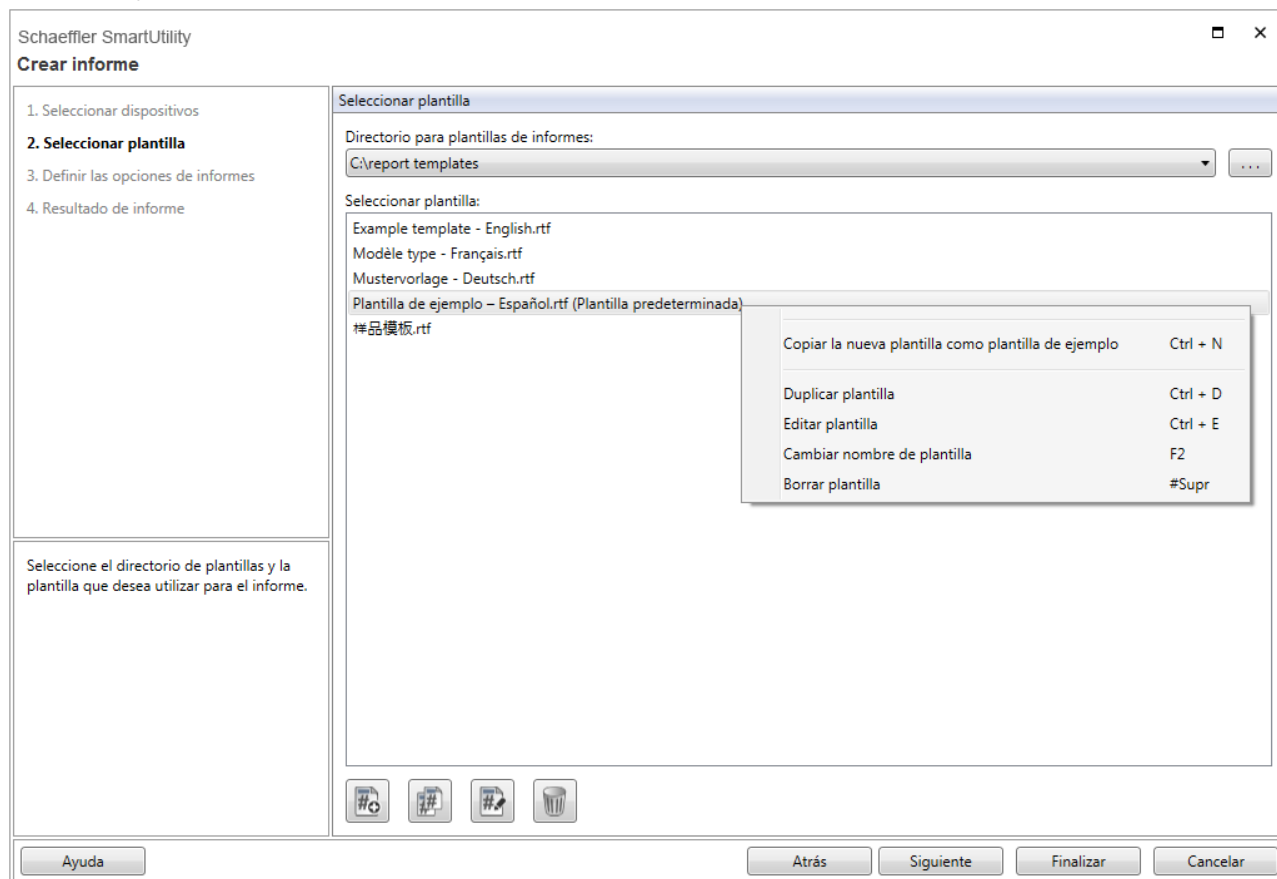 Schaeffler SmartUtility
Crear informe
1. Seleccionar dispositivos
2. Seleccionar plantilla
3. Definir las opciones de informes
4. Resultado de informe
Seleccione el directorio de plantillas y la
plantilla que desea utilizar para el informe.
Seleccionar plantilla
Directorio para plantillas de informes:
C:\report templates
...
Seleccionar plantilla:
Example template - English.rtf
Modèle type - Français.rtf
Mustervorlage - Deutsch.rtf
Plantilla de ejemplo – Español.rtf (Plantilla predeterminada)
样品模板.rtf
Copiar la nueva plantilla como plantilla de ejemplo Ctrl + N
Duplicar plantilla Ctrl + D
Editar plantilla Ctrl + E
Cambiar nombre de plantilla F2
Borrar plantilla #Supr
Ayuda Atrás Siguiente Finalizar Cancelar